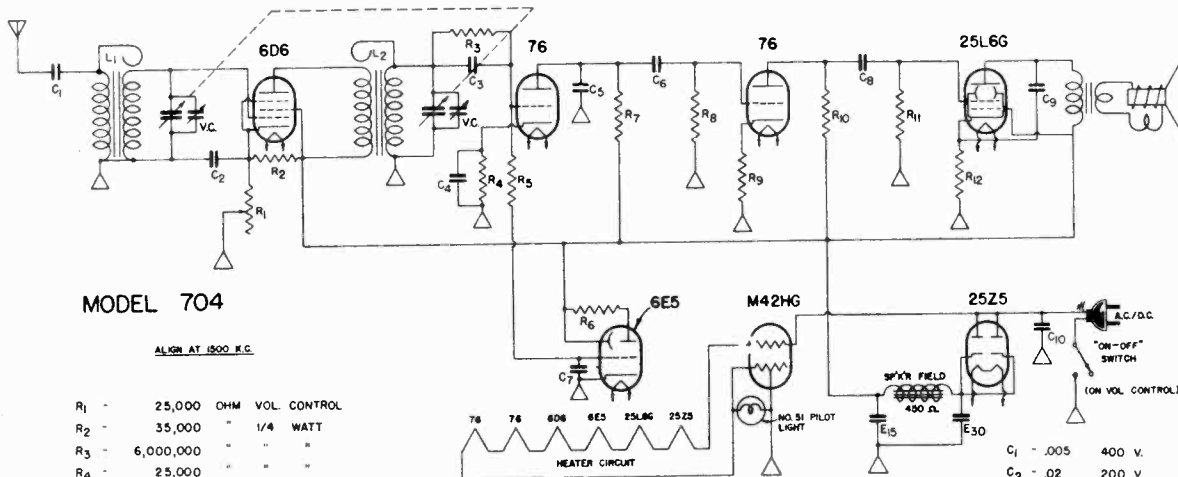 6D6
76
76
25L6G
L1
L2
R3
C3
C1
V.C.
V.C.
C2
R2
R1
C4
R4
R5
C5
R7
C6
R8
R9
C8
R10
R11
R12
C9
MODEL 704
ALIGN AT 1500 K.C.
6E5
R6
C7
M42HG
25Z5
C10
A.C./D.C.
"ON-OFF"
SWITCH
(ON VOL CONTROL)
SP'K'R FIELD
450 Ω
E15
E30
NO. 51 PILOT
LIGHT
76 76 6D6 6E5 25L6G 25Z5
HEATER CIRCUIT
R1 - 25,000 OHM VOL. CONTROL
R2 - 35,000 " 1/4 WATT
R3 - 6,000,000 " " "
R4 - 25,000 " " "
C1 - .005 400 V.
C2 - .02 200 V